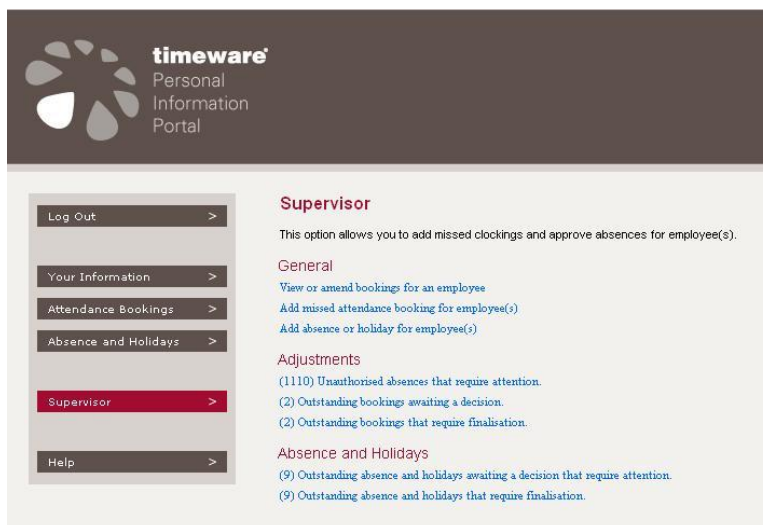 timeware®
Personal
Information
Portal
Log Out >
Your Information >
Attendance Bookings >
Absence and Holidays >
Supervisor >
Help >
Supervisor
This option allows you to add missed clockings and approve absences for employee(s).
General
View or amend bookings for an employee
Add missed attendance booking for employee(s)
Add absence or holiday for employee(s)
Adjustments
(1110) Unauthorised absences that require attention.
(2) Outstanding bookings awaiting a decision.
(2) Outstanding bookings that require finalisation.
Absence and Holidays
(9) Outstanding absence and holidays awaiting a decision that require attention.
(9) Outstanding absence and holidays that require finalisation.